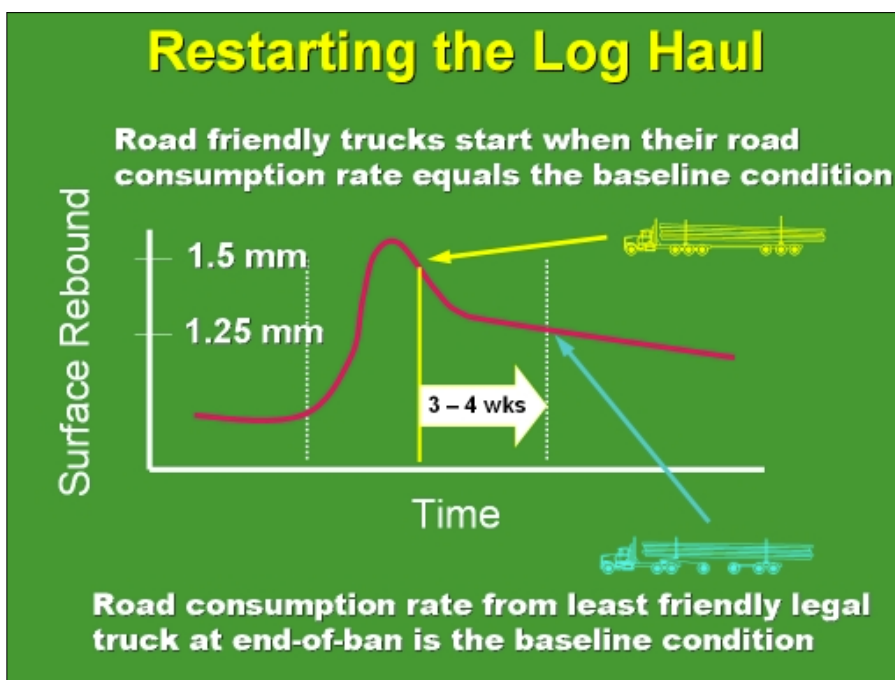 Restarting the Log Haul
Road friendly trucks start when their road
consumption rate equals the baseline condition
Surface Rebound
1.5 mm
1.25 mm
3 – 4 wks
Time
Road consumption rate from least friendly legal
truck at end-of-ban is the baseline condition